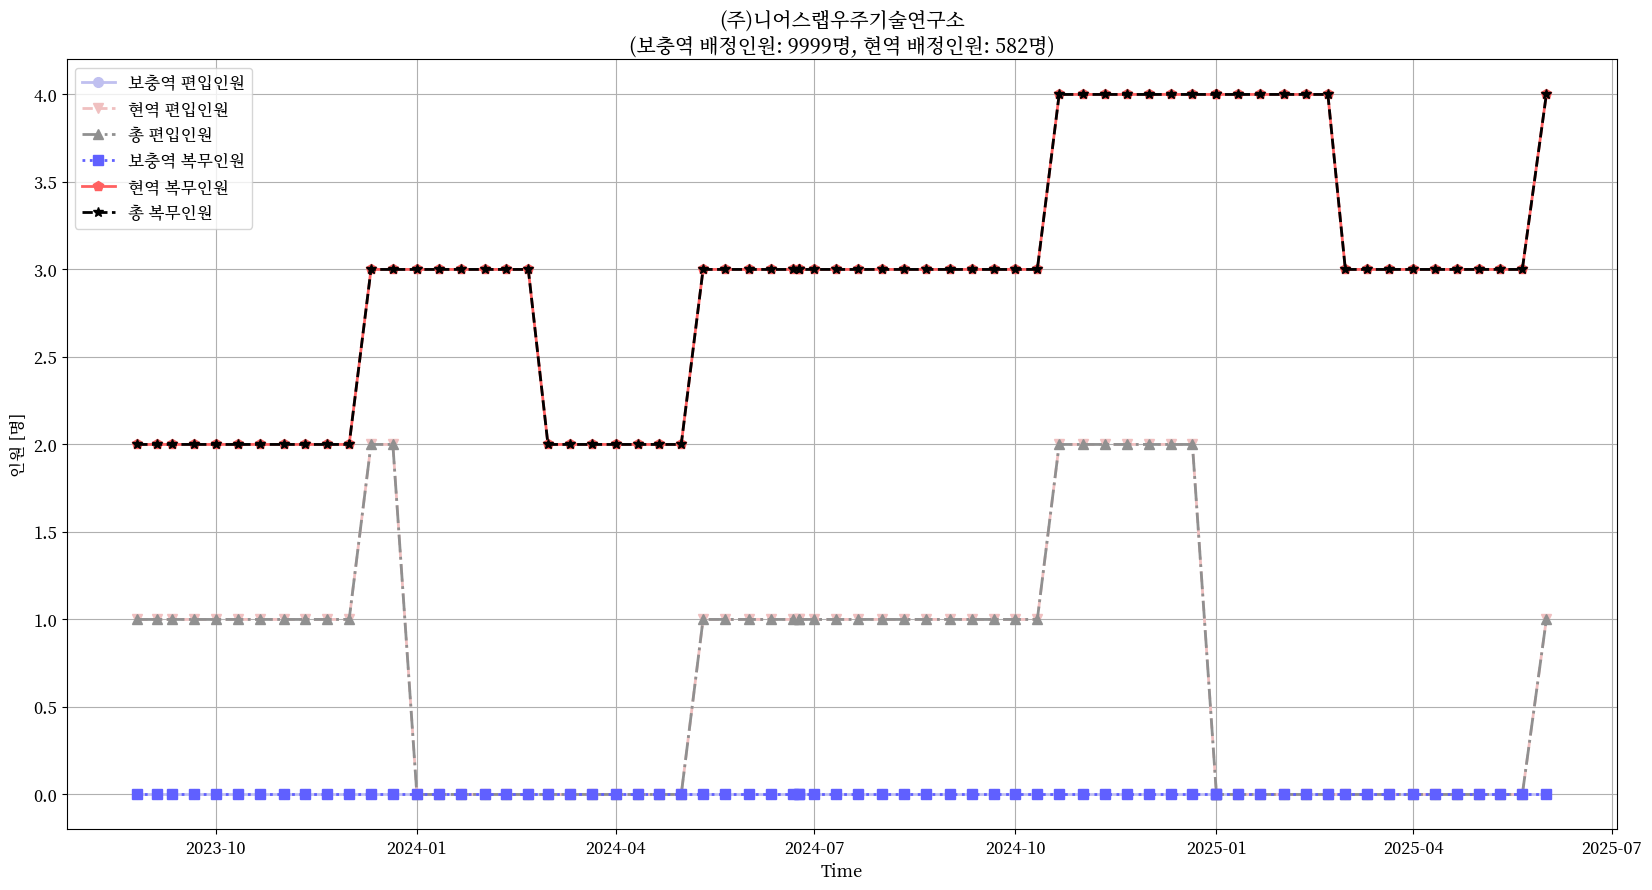 (주)니어스랩우주기술연구소
(보충역 배정인원: 9999명, 현역 배정인원: 582명)
보충역 편입인원
현역 편입인원
총 편입인원
보충역 복무인원
현역 복무인원
총 복무인원
인원 [명]
4.0
3.5
3.0
2.5
2.0
1.5
1.0
0.5
0.0
2023-10
2024-01
2024-04
2024-07
2024-10
2025-01
2025-04
2025-07
Time